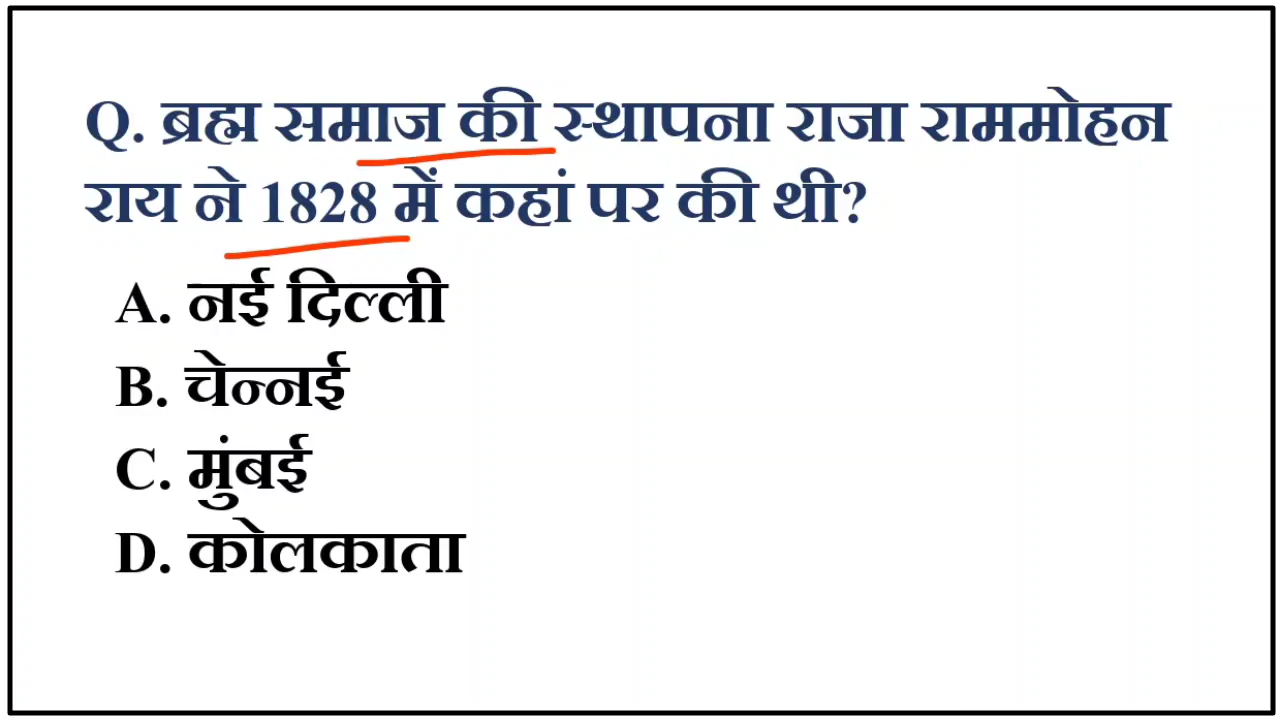 Q. ब्रह्म समाज की स्थापना राजा राममोहन
राय ने 1828 में कहां पर की थी?
A. नई दिल्ली
B. चेन्नई
C. मुंबई
D. कोलकाता